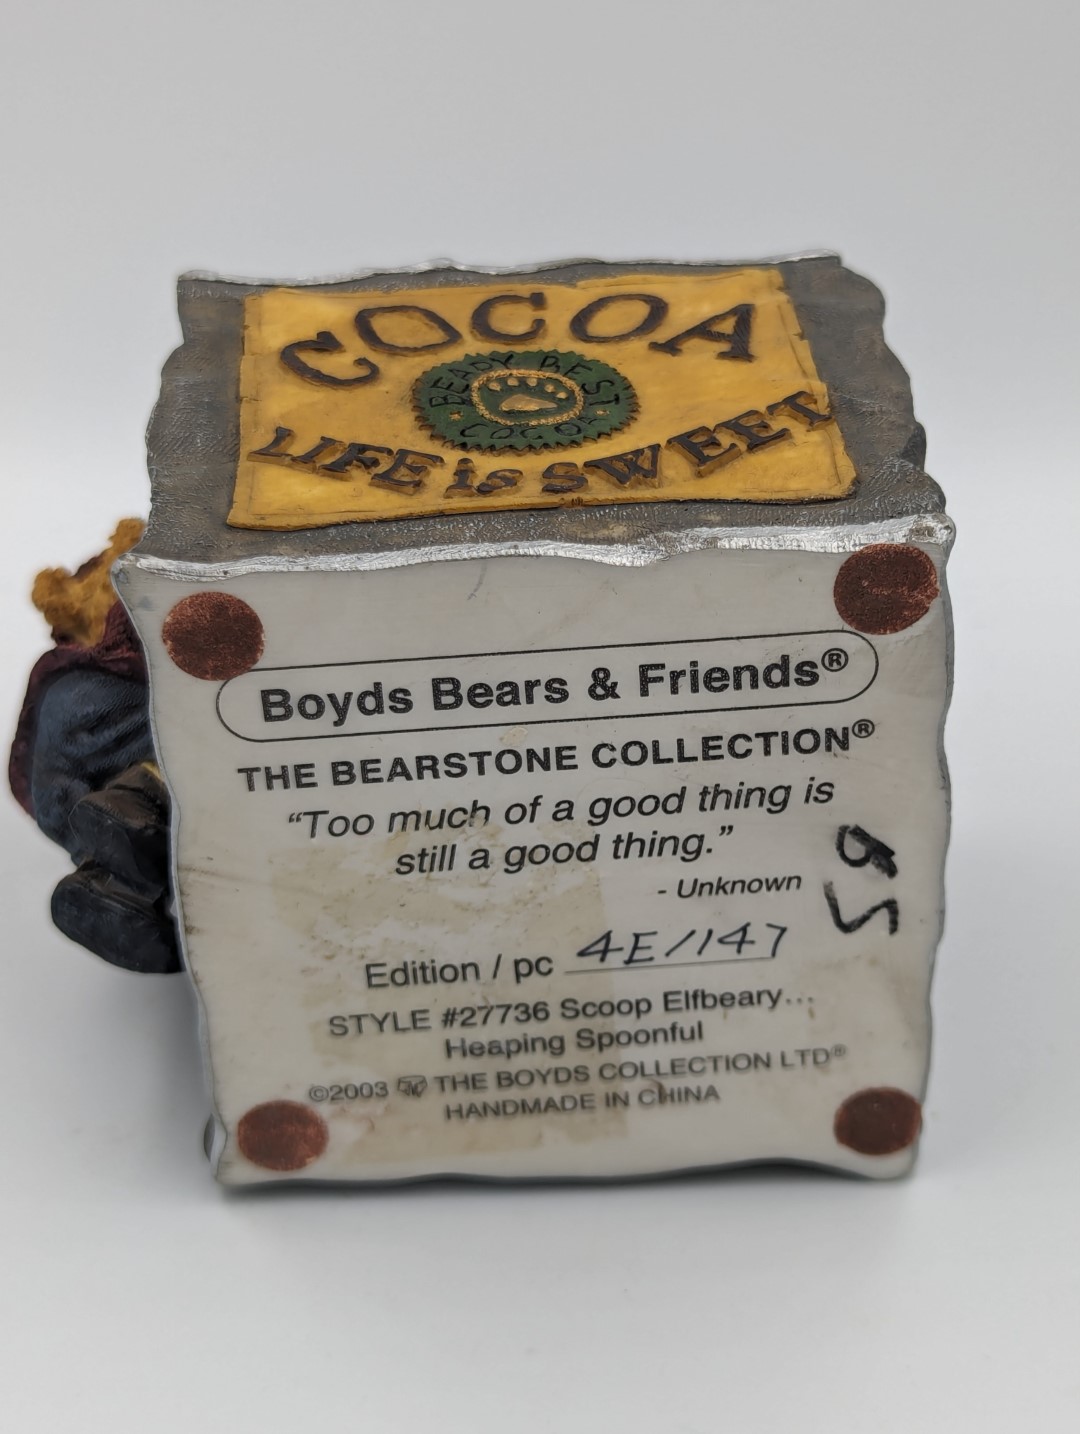 COCOA
BEARY BEST
COCOA
LIFE is SWEET
Boyds Bears & Friends®
THE BEARSTONE COLLECTION®
“Too much of a good thing is
still a good thing.”
- Unknown
Edition / pc 4E/147
STYLE #27736 Scoop Elfbeary...
Heaping Spoonful
©2003 THE BOYDS COLLECTION LTD®
HANDMADE IN CHINA